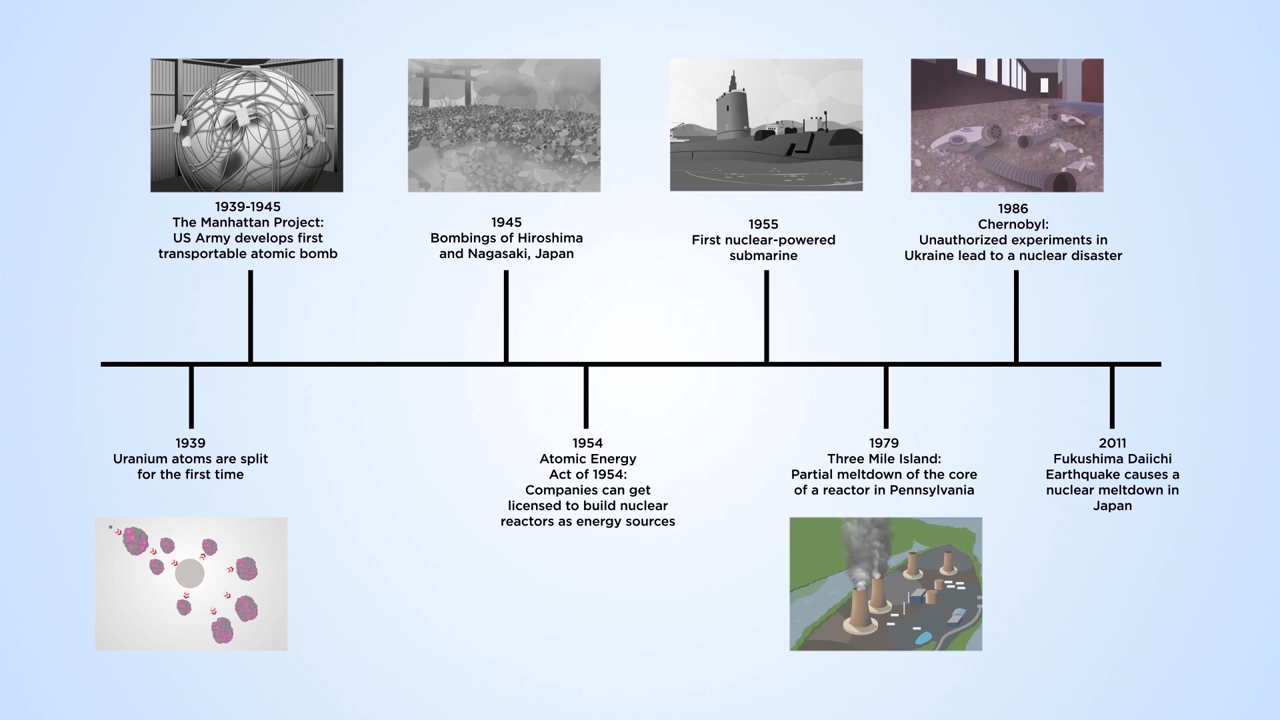 1939-1945
The Manhattan Project:
US Army develops first
transportable atomic bomb
1945
Bombings of Hiroshima
and Nagasaki, Japan
1955
First nuclear-powered
submarine
1986
Chernobyl:
Unauthorized experiments in
Ukraine lead to a nuclear disaster
1939
Uranium atoms are split
for the first time
1954
Atomic Energy
Act of 1954:
Companies can get
licensed to build nuclear
reactors as energy sources
1979
Three Mile Island:
Partial meltdown of the core
of a reactor in Pennsylvania
2011
Fukushima Daiichi
Earthquake causes a
nuclear meltdown in
Japan